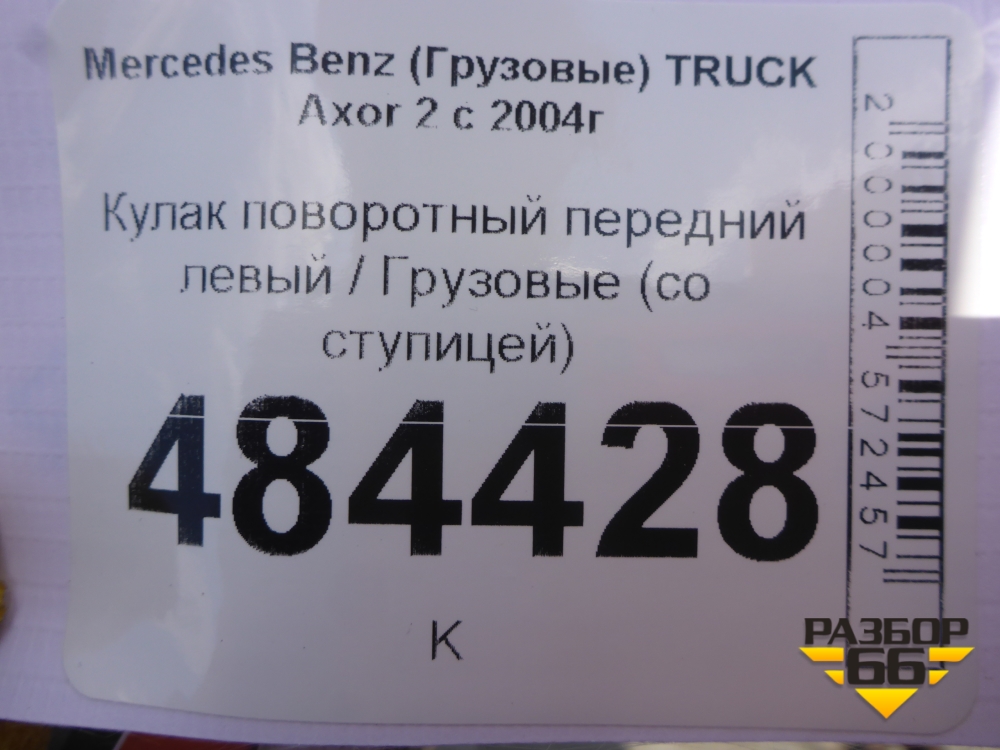 Mercedes Benz (Грузовые) TRUCK
Axor 2 с 2004г
Кулак поворотный передний
левый / Грузовые (со
ступицей)
484428
К
2000004572457
РАЗБОР
66